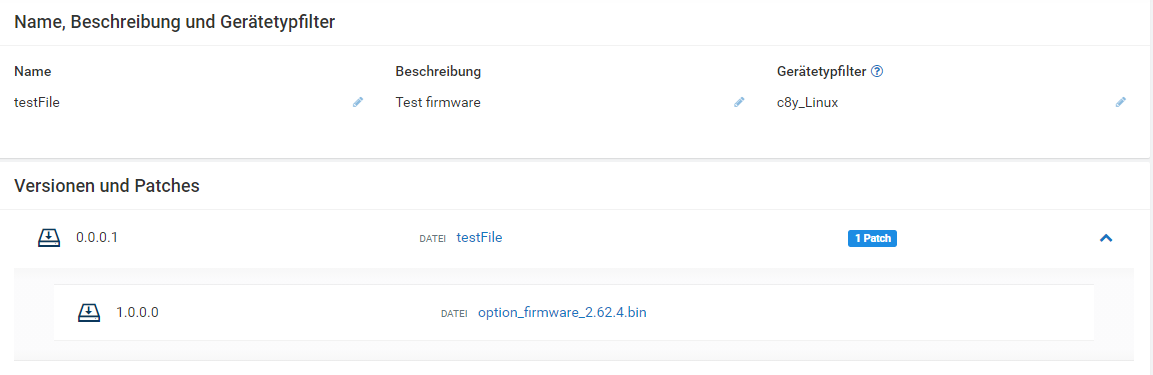 Name, Beschreibung und Gerätetypfilter
Name Beschreibung Gerätetypfilter ?
testFile Test firmware c8y_Linux
Versionen und Patches
0.0.0.1 DATEI testFile 1 Patch
1.0.0.0 DATEI option_firmware_2.62.4.bin